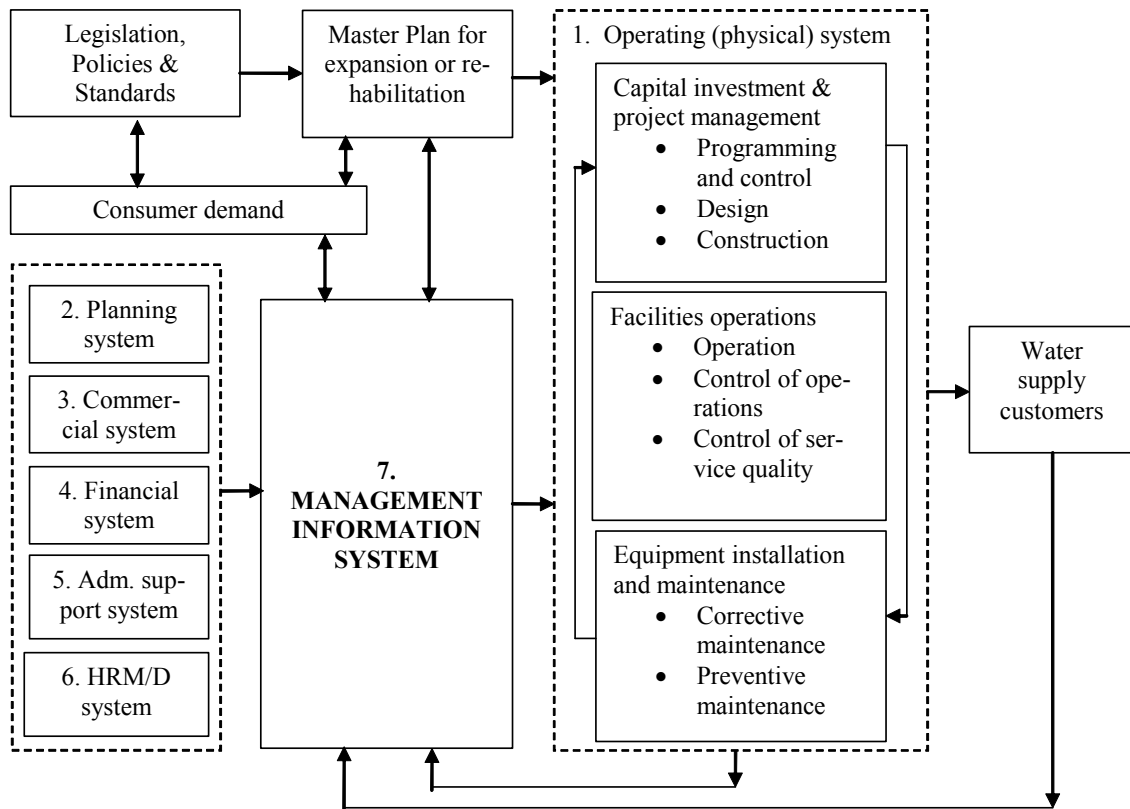 Legislation,
Policies &
Standards
Master Plan for
expansion or re-
habilitation
Consumer demand
2. Planning
system
3. Commer-
cial system
4. Financial
system
5. Adm. sup-
port system
6. HRM/D
system
7.
MANAGEMENT
INFORMATION
SYSTEM
1. Operating (physical) system
Capital investment &
project management
• Programming
and control
• Design
• Construction
Facilities operations
• Operation
• Control of ope-
rations
• Control of ser-
vice quality
Equipment installation
and maintenance
• Corrective
maintenance
• Preventive
maintenance
Water
supply
customers